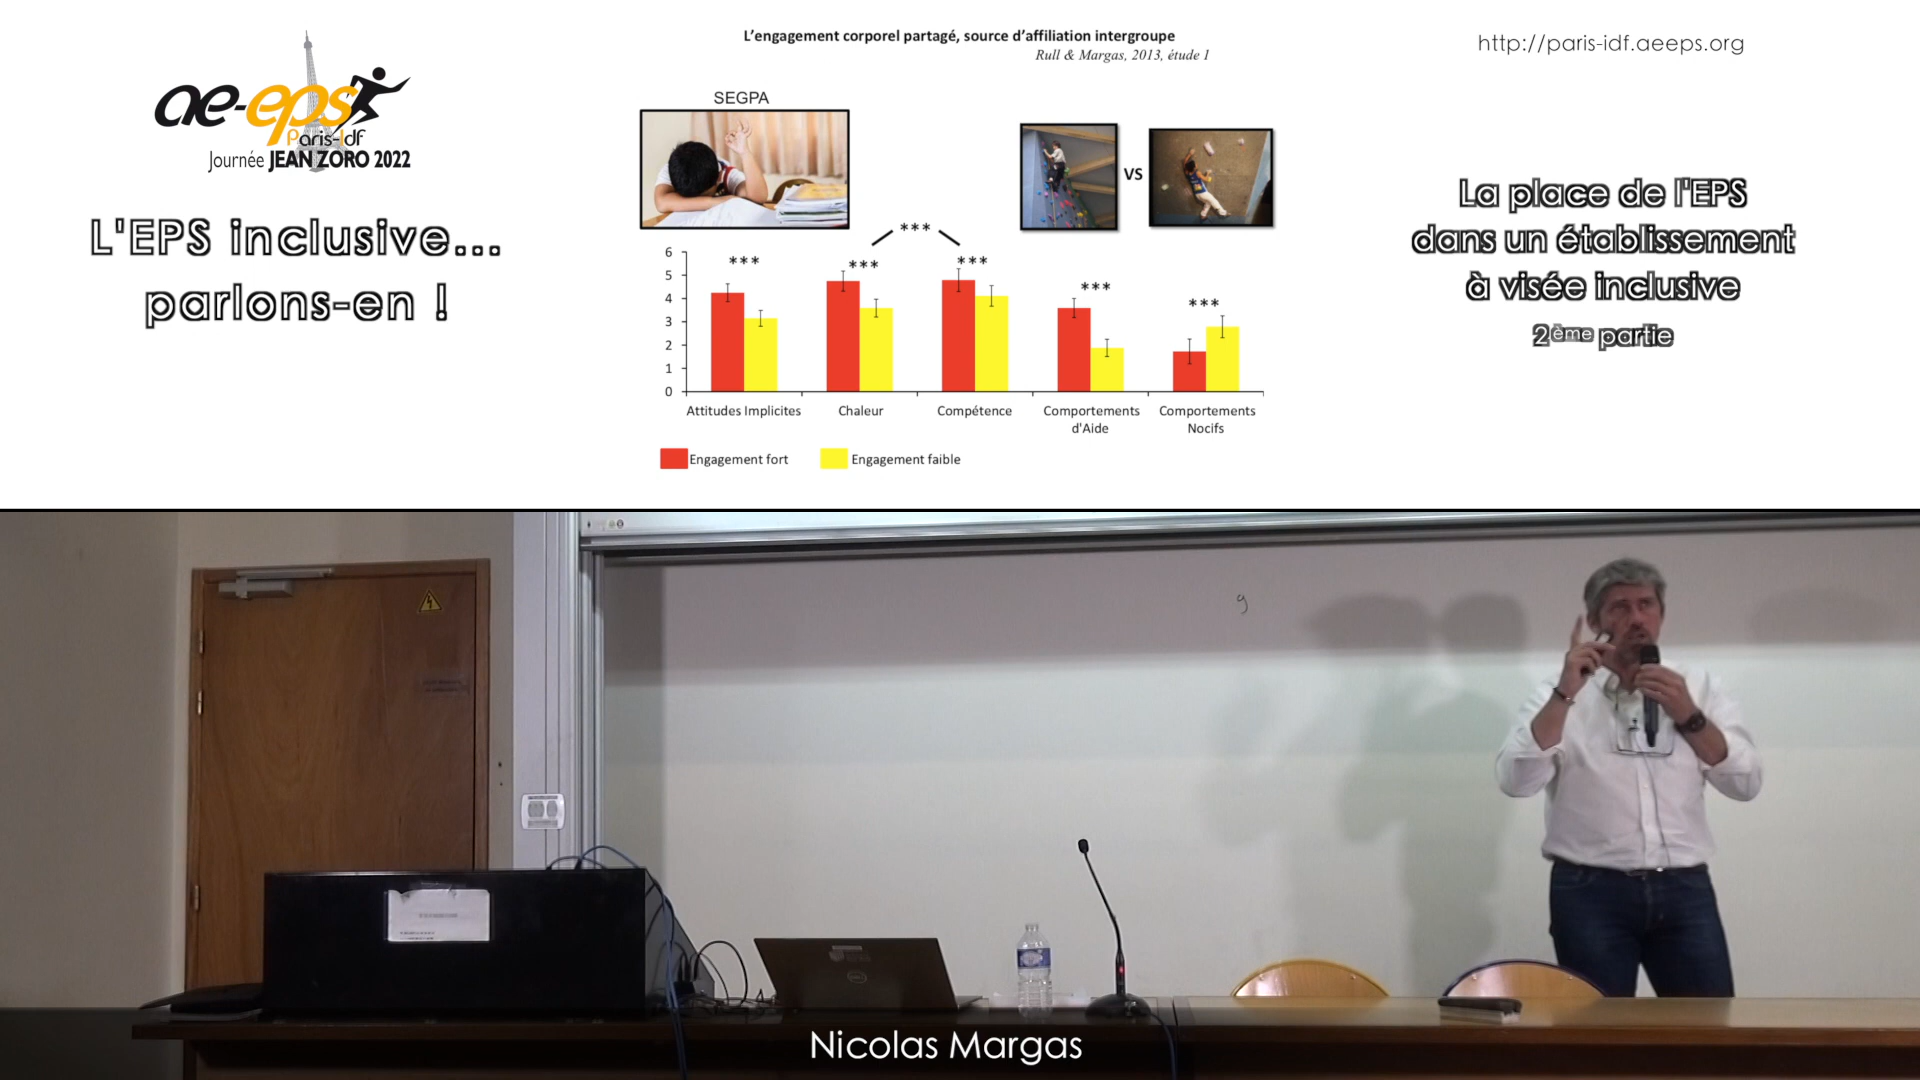 ae-eps
Paris-Idf
Journée JEAN ZORO 2022
L'EPS inclusive...
parlons-en !
L'engagement corporel partagé, source d'affiliation intergroupe
Rull & Margas, 2013, étude 1
SEGPA
VS
***
*** *** *** *** ***
6
5
4
3
2
1
0
Attitudes Implicites Chaleur Compétence Comportements d'Aide Comportements Nocifs
Engagement fort Engagement faible
http://paris-idf.aeeps.org
La place de l'EPS
dans un établissement
à visée inclusive
2ème partie
9
DELL
Nicolas Margas